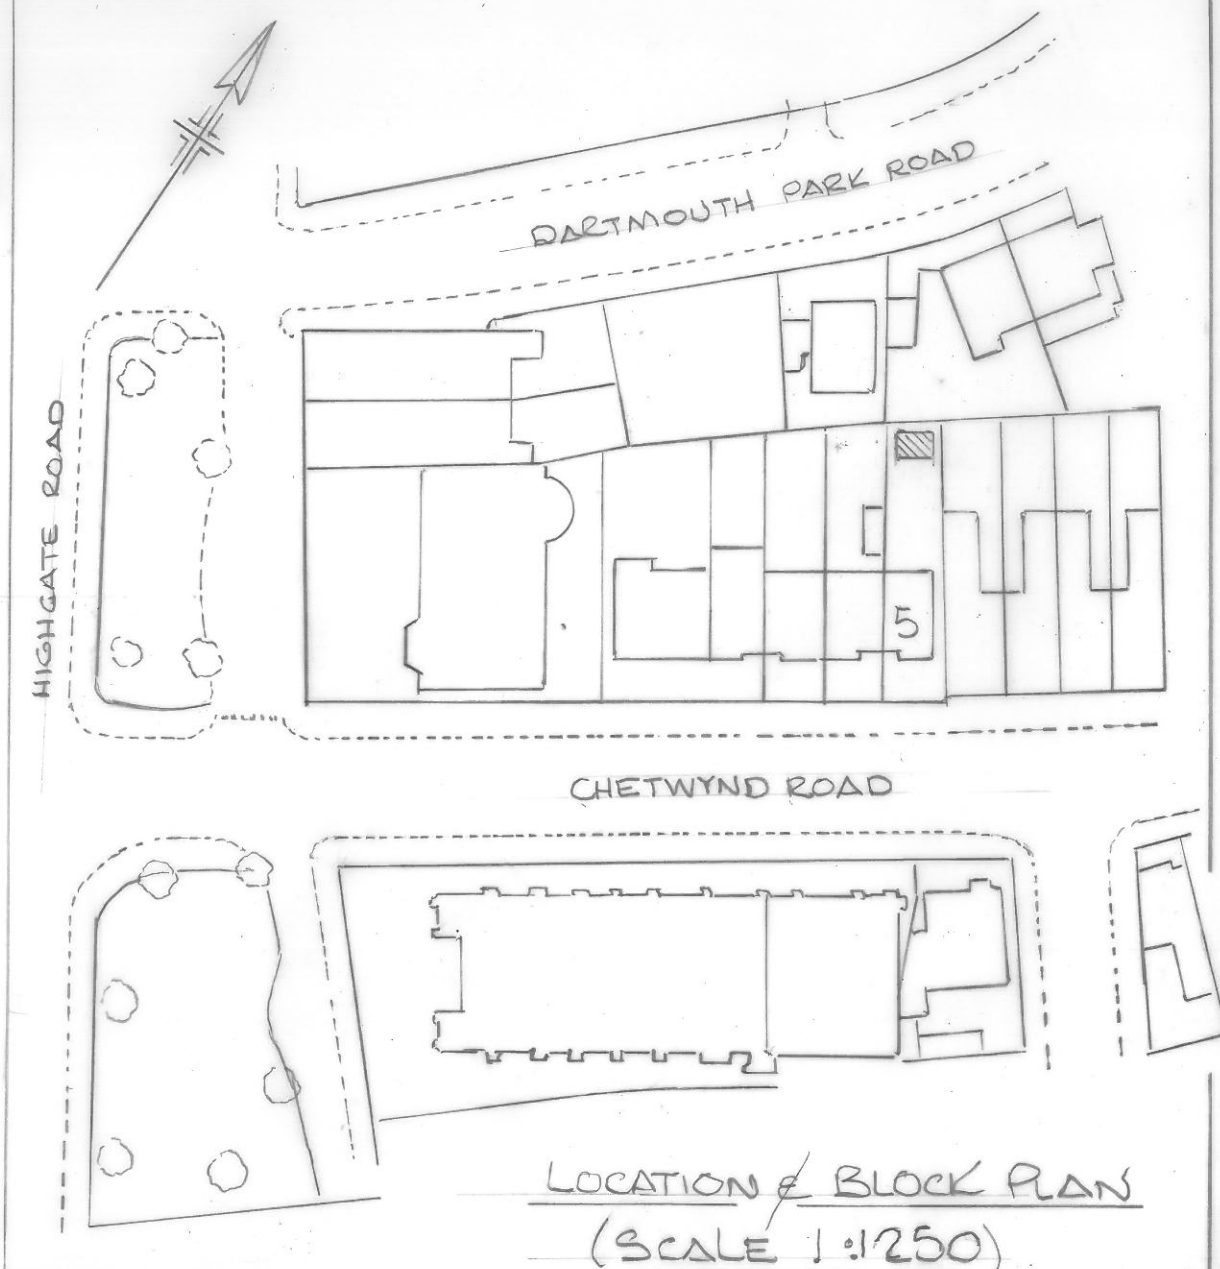 DARTMOUTH PARK ROAD
HIGHGATE ROAD
5
CHETWYND ROAD
LOCATION & BLOCK PLAN
(SCALE 1:1250)